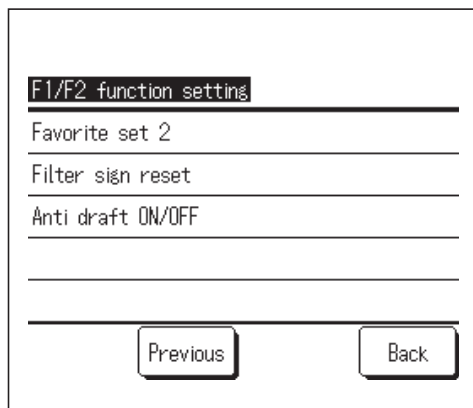 F1/F2 function setting
Favorite set 2
Filter sign reset
Anti draft ON/OFF
Previous Back